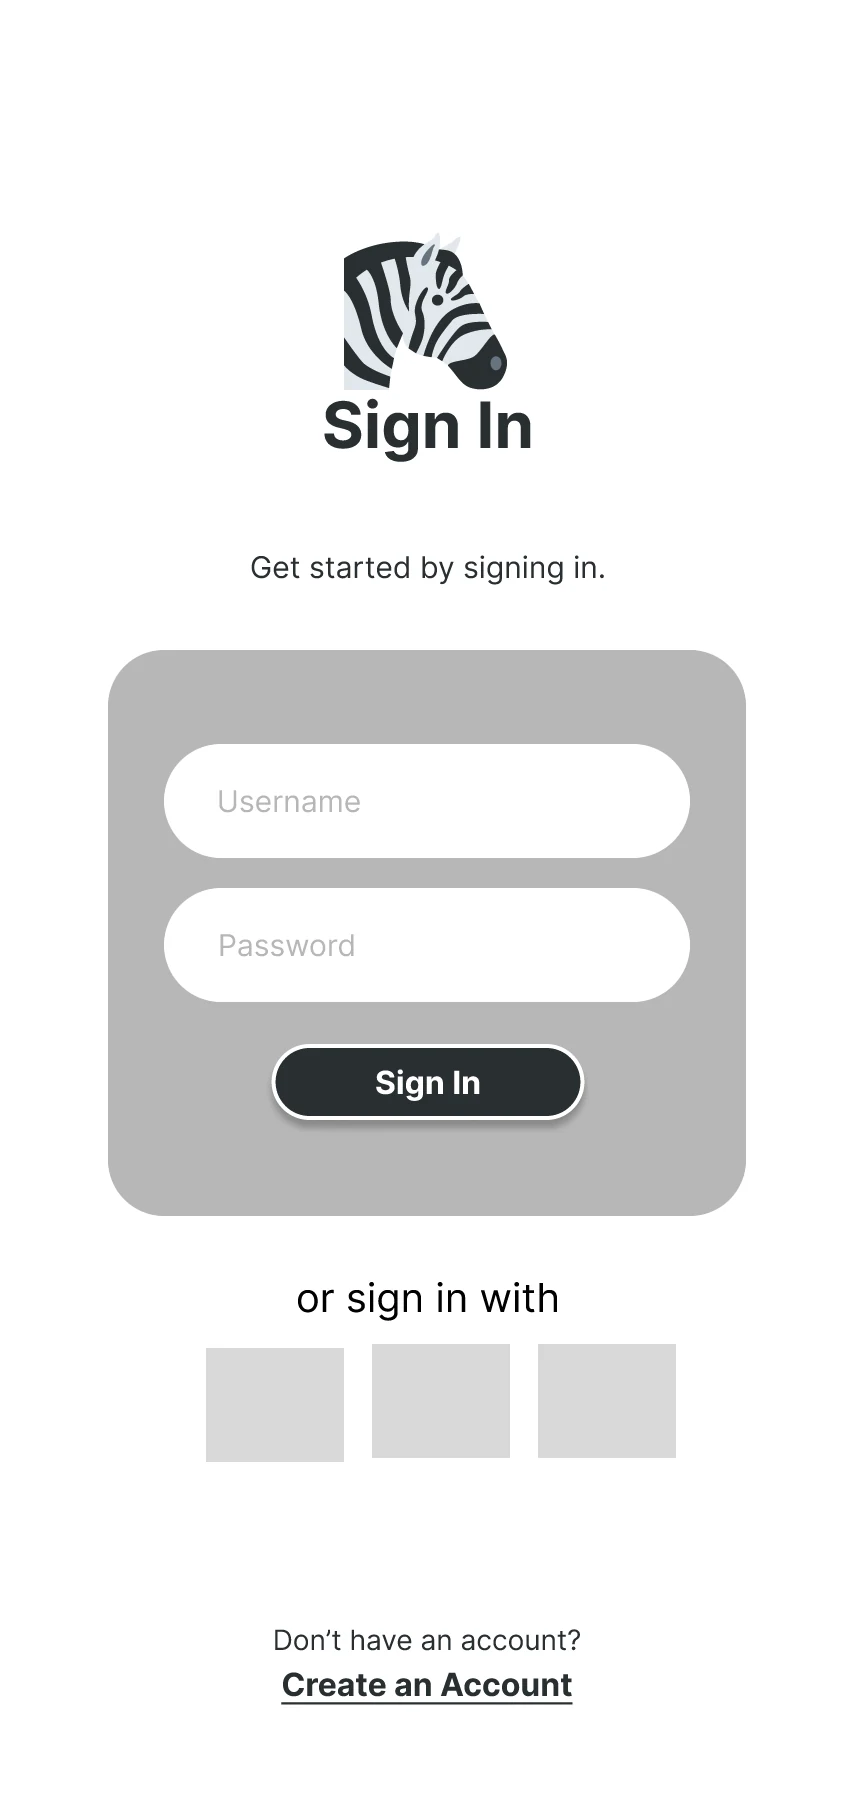 Sign In
Get started by signing in.
Username
Password
Sign In
or sign in with
Don’t have an account?
Create an Account